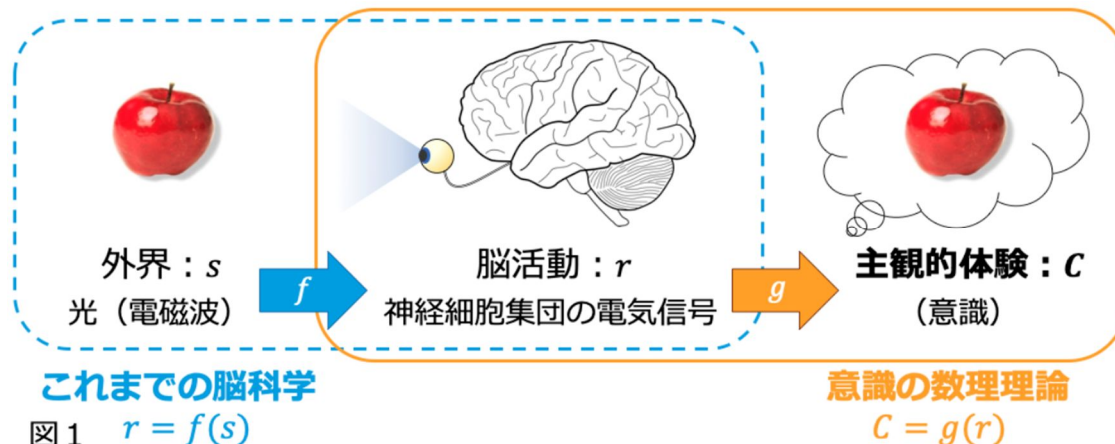 外界：s
光（電磁波）
f
脳活動：r
神経細胞集団の電気信号
g
主観的体験：C
（意識）
これまでの脳科学
r = f(s)
意識の数理理論
C = g(r)
図１